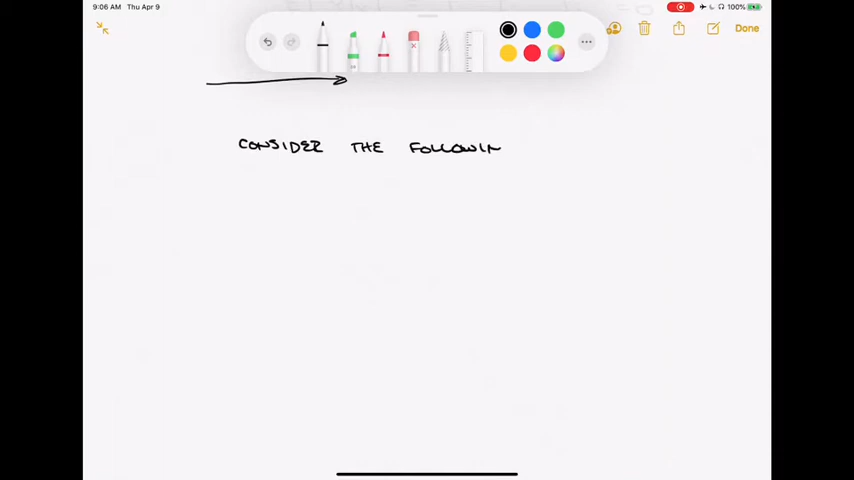 9:06 AM Thu Apr 9
100%
Done
CONSIDER THE FOLLOWIN